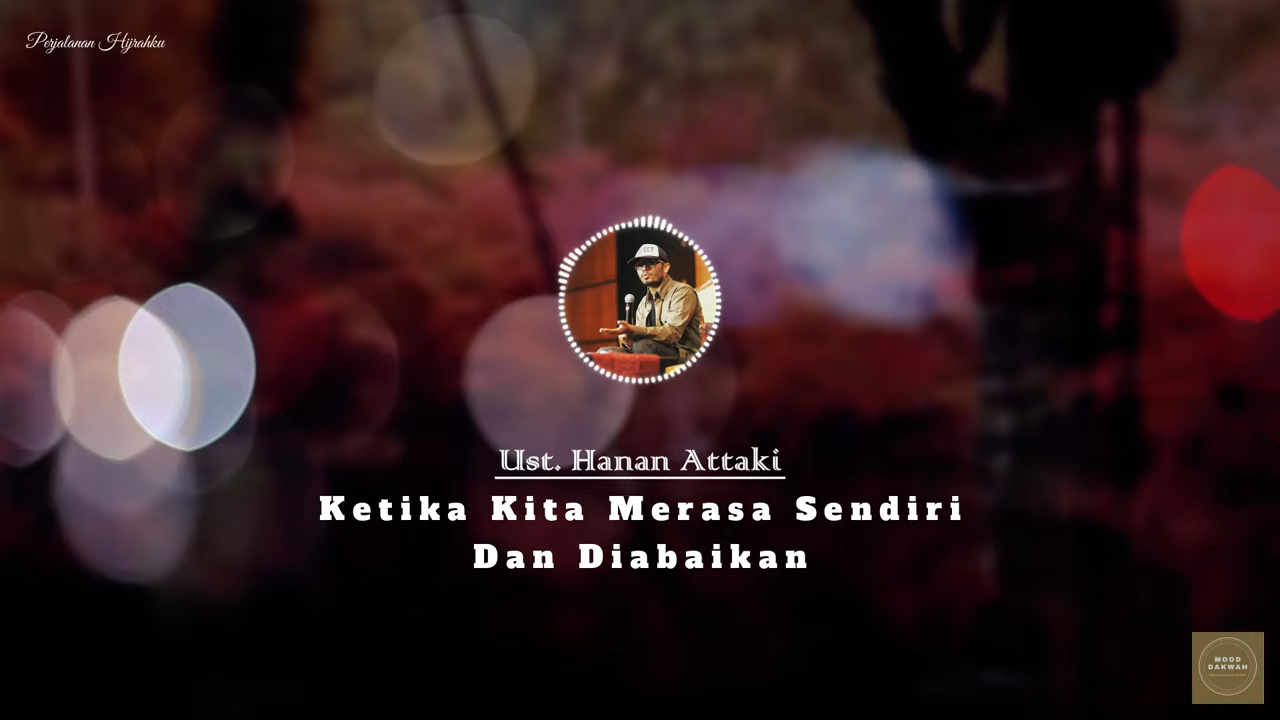 Perjalanan Hijrahku
Ust. Hanan Attaki
Ketika Kita Merasa Sendiri
Dan Diabaikan
MOOD
DAKWAH